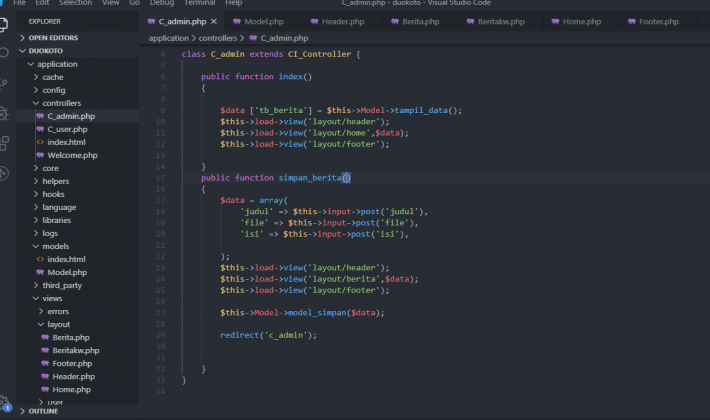 File Edit Selection View Go Debug Terminal Help C_admin.php - duokoto - Visual Studio Code
EXPLORER
OPEN EDITORS
DUOKOTO
application
cache
config
controllers
C_admin.php
C_user.php
index.html
Welcome.php
core
helpers
hooks
language
libraries
logs
models
index.html
Model.php
third_party
views
errors
layout
Berita.php
Beritakw.php
Footer.php
Header.php
Home.php
user
OUTLINE
1
C_admin.php Model.php Header.php Berita.php Beritakw.php Home.php Footer.php
application > controllers > C_admin.php
4 class C_admin extends CI_Controller {
5
6 public function index()
7 {
8
9 $data ['tb_berita'] = $this->Model->tampil_data();
10 $this->load->view('layout/header');
11 $this->load->view('layout/home',$data);
12 $this->load->view('layout/footer');
13
14 }
15 public function simpan_berita()
16 {
17 $data = array(
18 'judul' => $this->input->post('judul'),
19 'file' => $this->input->post('file'),
20 'isi' => $this->input->post('isi'),
21
22 );
23 $this->load->view('layout/header');
24 $this->load->view('layout/berita',$data);
25 $this->load->view('layout/footer');
26
27 $this->Model->model_simpan($data);
28
29 redirect('c_admin');
30
31
32 }
33 }
34